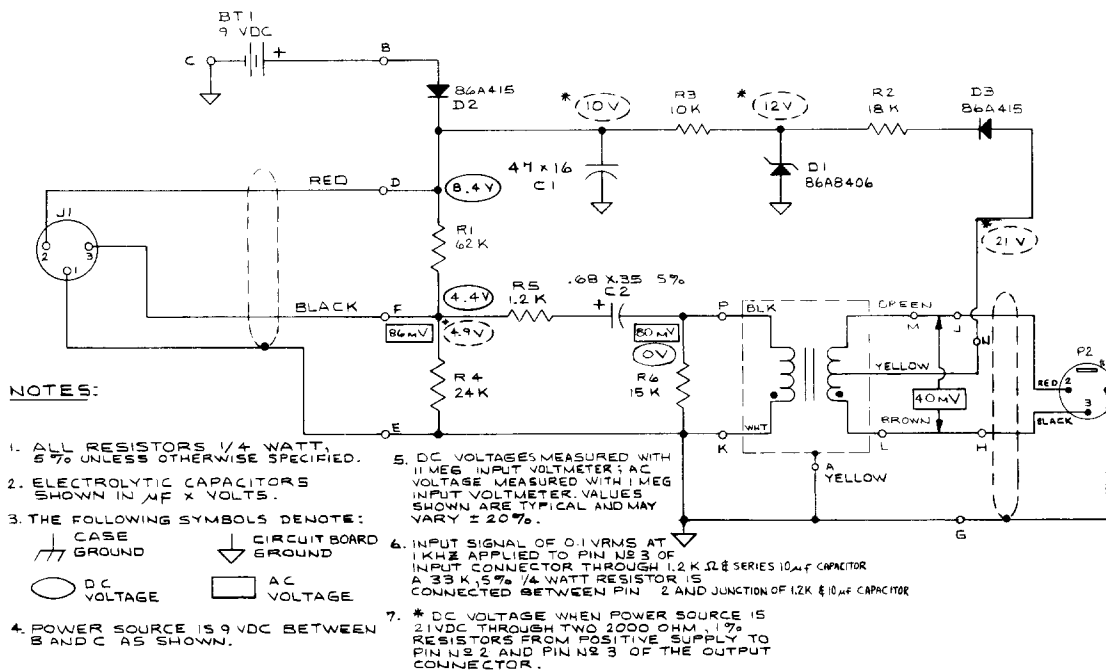 BT1
9 VDC
C
+
B
86A415
D2
* 10V
R3
10K
* 12V
R2
18K
D3
86A415
47 x 16
C1
D1
86A8406
RED
D
8.4V
* 21V
J1
2
3
1
R1
62K
BLACK
F
4.4V
86mV
* 4.9V
R5
1.2K
.68 X.35 5%
+ C2
80mV
0V
P
BLK
GREEN
M
J
N
YELLOW
40MV
P2
RED
2
3
BLACK
R4
24K
R6
15K
E
K
WHT
BROWN
L
H
A
YELLOW
G
NOTES:
1. ALL RESISTORS 1/4 WATT,
5% UNLESS OTHERWISE SPECIFIED.
2. ELECTROLYTIC CAPACITORS
SHOWN IN µF X VOLTS.
3. THE FOLLOWING SYMBOLS DENOTE:
CASE
GROUND
CIRCUIT BOARD
GROUND
DC
VOLTAGE
AC
VOLTAGE
4. POWER SOURCE IS 9 VDC BETWEEN
B AND C AS SHOWN.
5. DC VOLTAGES MEASURED WITH
11 MEG INPUT VOLTMETER; AC
VOLTAGE MEASURED WITH 1 MEG
INPUT VOLTMETER. VALUES
SHOWN ARE TYPICAL AND MAY
VARY ± 20%.
6. INPUT SIGNAL OF 0.1 VRMS AT
1 KHZ APPLIED TO PIN Nº 3 OF
INPUT CONNECTOR THROUGH 1.2K Ω & SERIES 10µf CAPACITOR
A 33K, 5% 1/4 WATT RESISTOR IS
CONNECTED BETWEEN PIN 2 AND JUNCTION OF 1.2K & 10µf CAPACITOR
7. * DC VOLTAGE WHEN POWER SOURCE IS
21VDC THROUGH TWO 2000 OHM, 1%
RESISTORS FROM POSITIVE SUPPLY TO
PIN Nº 2 AND PIN Nº 3 OF THE OUTPUT
CONNECTOR.